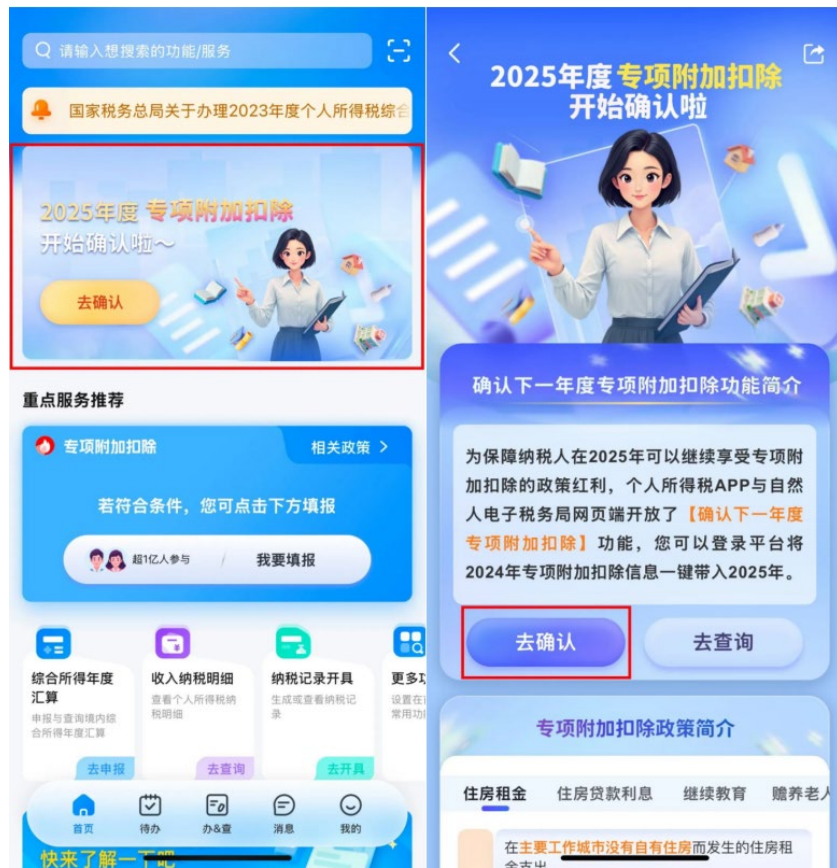 请输入想搜索的功能/服务
国家税务总局关于办理2023年度个人所得税综合
2025年度 专项附加扣除
开始确认啦～
去确认
重点服务推荐
专项附加扣除
相关政策 >
若符合条件，您可点击下方填报
超1亿人参与 / 我要填报
综合所得年度汇算
申报与查询境内综合所得年度汇算
去申报
收入纳税明细
查看个人所得税纳税明细
去查询
纳税记录开具
生成或查看纳税记录
去开具
更多
设置在
常用功
首页
待办
办&查
消息
我的
快来了解一下吧
2025年度 专项附加扣除
开始确认啦
确认下一年度专项附加扣除功能简介
为保障纳税人在2025年可以继续享受专项附
加扣除的政策红利，个人所得税APP与自然
人电子税务局网页端开放了【确认下一年度
专项附加扣除】功能，您可以登录平台将
2024年专项附加扣除信息一键带入2025年。
去确认
去查询
专项附加扣除政策简介
住房租金
住房贷款利息
继续教育
赡养老人
在主要工作城市没有自有住房而发生的住房租
金支出